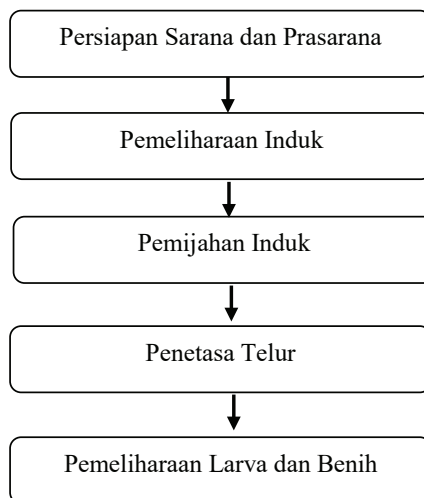 Persiapan Sarana dan Prasarana
Pemeliharaan Induk
Pemijahan Induk
Penetasa Telur
Pemeliharaan Larva dan Benih